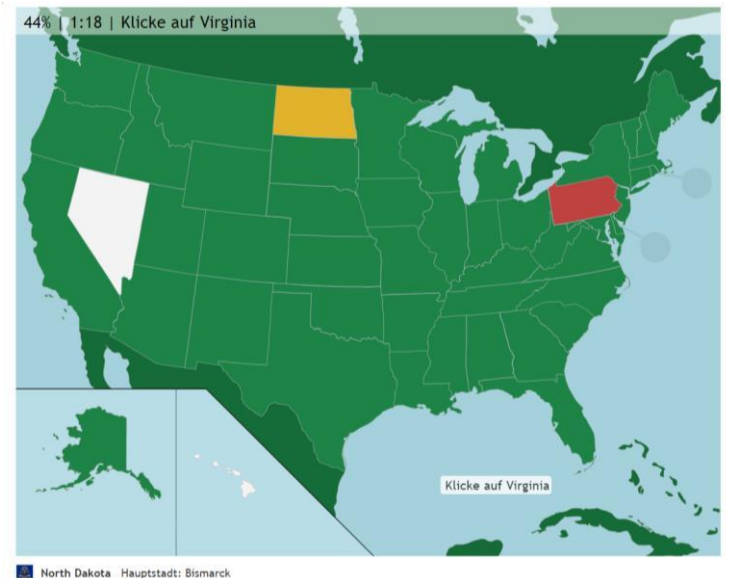 44% | 1:18 | Klicke auf Virginia
Klicke auf Virginia
North Dakota Hauptstadt: Bismarck